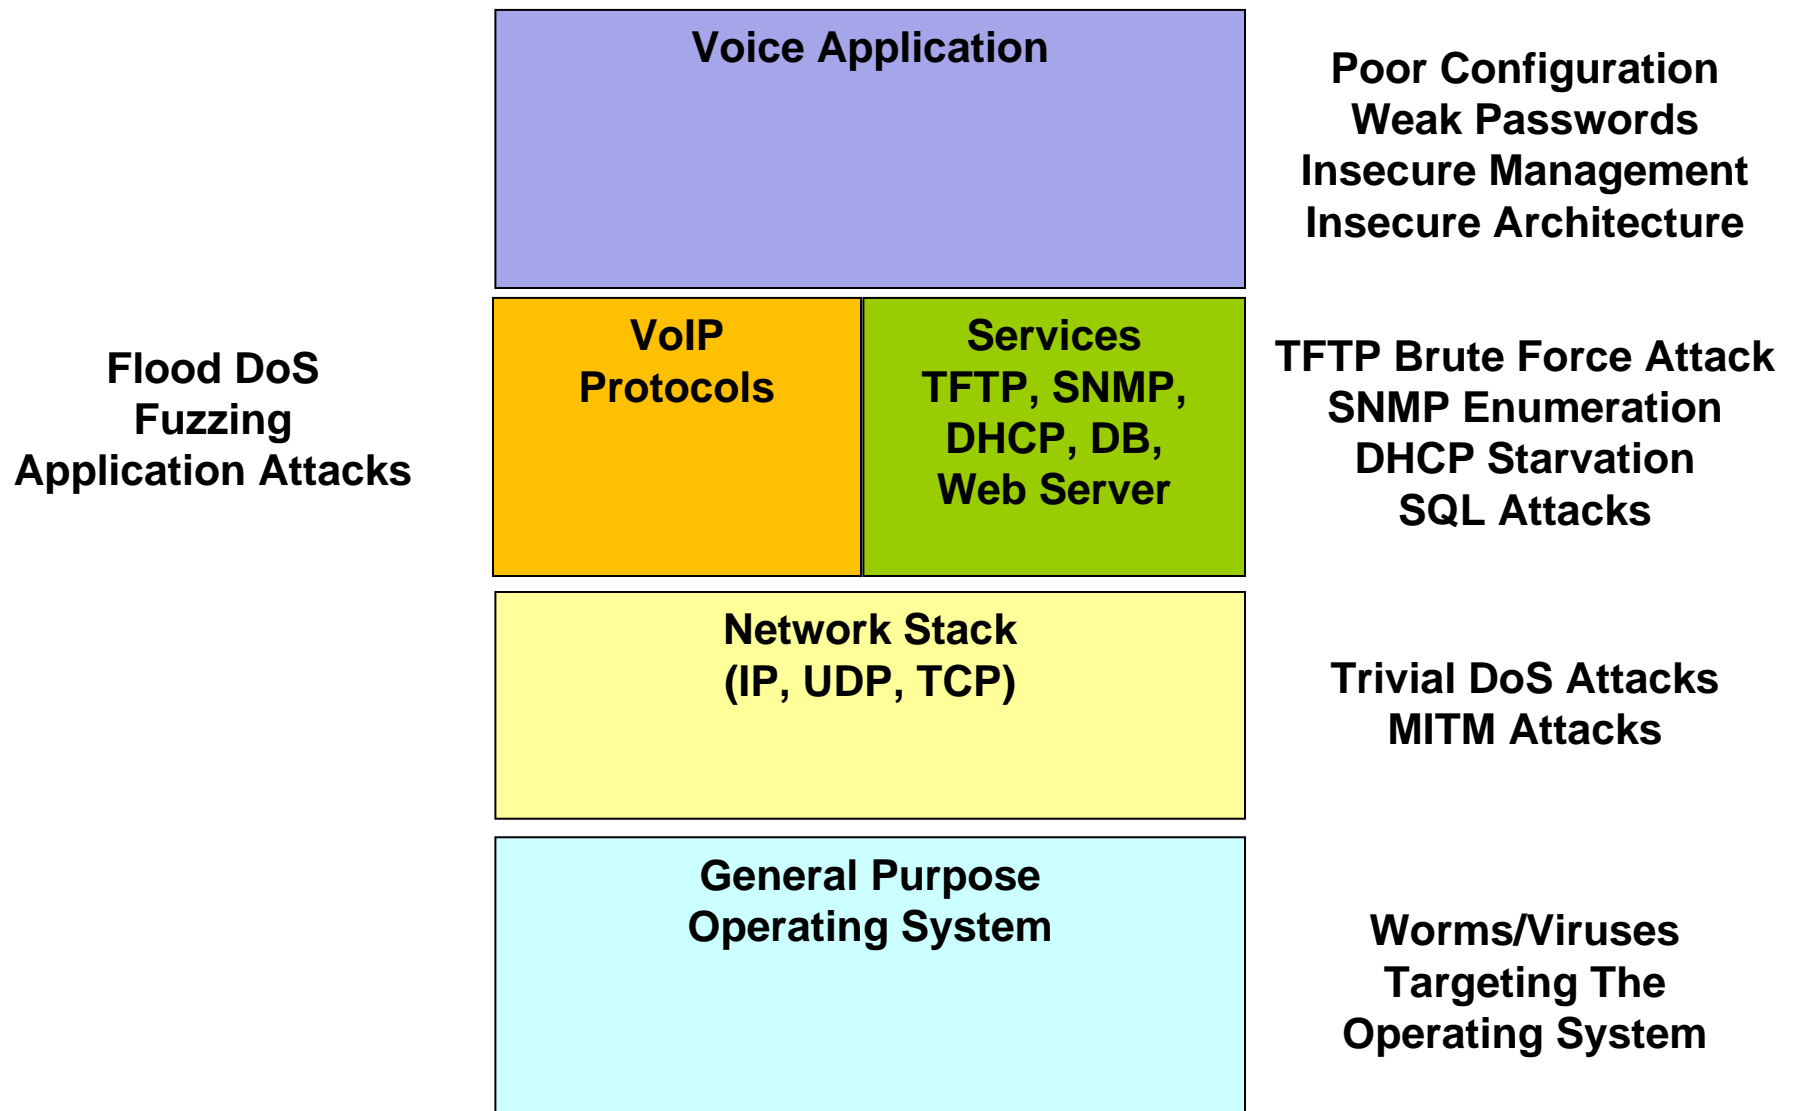 Voice Application
Poor Configuration
Weak Passwords
Insecure Management
Insecure Architecture
Flood DoS
Fuzzing
Application Attacks
VoIP
Protocols
Services
TFTP, SNMP,
DHCP, DB,
Web Server
TFTP Brute Force Attack
SNMP Enumeration
DHCP Starvation
SQL Attacks
Network Stack
(IP, UDP, TCP)
Trivial DoS Attacks
MITM Attacks
General Purpose
Operating System
Worms/Viruses
Targeting The
Operating System